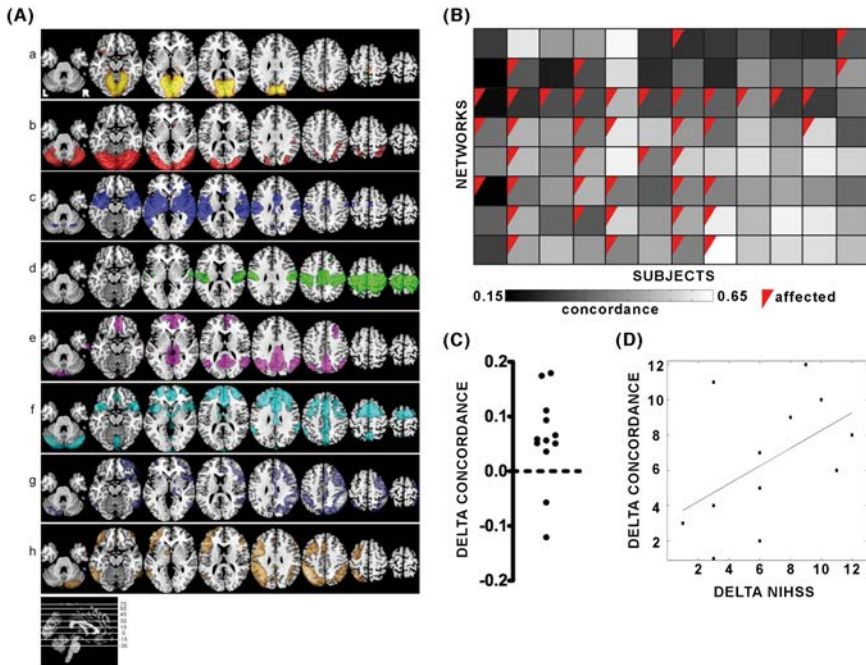 (A)
a
L R
b
c
d
e
f
g
h
(B)
NETWORKS
SUBJECTS
0.15 0.65 affected
concordance
(C)
DELTA CONCORDANCE
0.2
0.1
0.0
-0.1
-0.2
(D)
DELTA CONCORDANCE
12
10
8
6
4
2
2 4 6 8 10 12
DELTA NIHSS